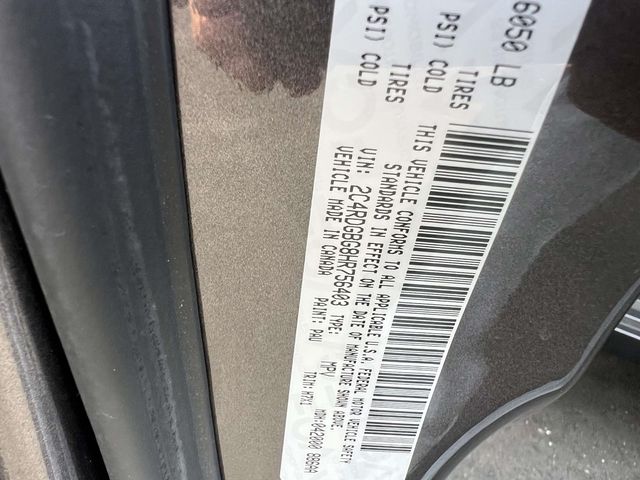 6050 LB
TIRES
PSI) COLD
TIRES
PSI) COLD
THIS VEHICLE CONFORMS TO ALL APPLICABLE U.S.A. FEDERAL MOTOR VEHICLE SAFETY
STANDARDS IN EFFECT ON THE DATE OF MANUFACTURE SHOWN ABOVE.
VIN: 2C4RDGBG8HR756403 TYPE: MPV
VEHICLE MADE IN CANADA PAINT: PAU TRIM: